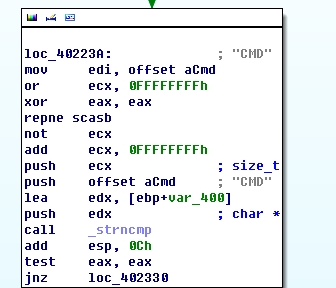 loc_40223A: ; "CMD"
mov edi, offset aCmd
or ecx, 0FFFFFFFFh
xor eax, eax
repne scasb
not ecx
add ecx, 0FFFFFFFFh
push ecx ; size_t
push offset aCmd ; "CMD"
lea edx, [ebp+var_400]
push edx ; char *
call _strncmp
add esp, 0Ch
test eax, eax
jnz loc_402330